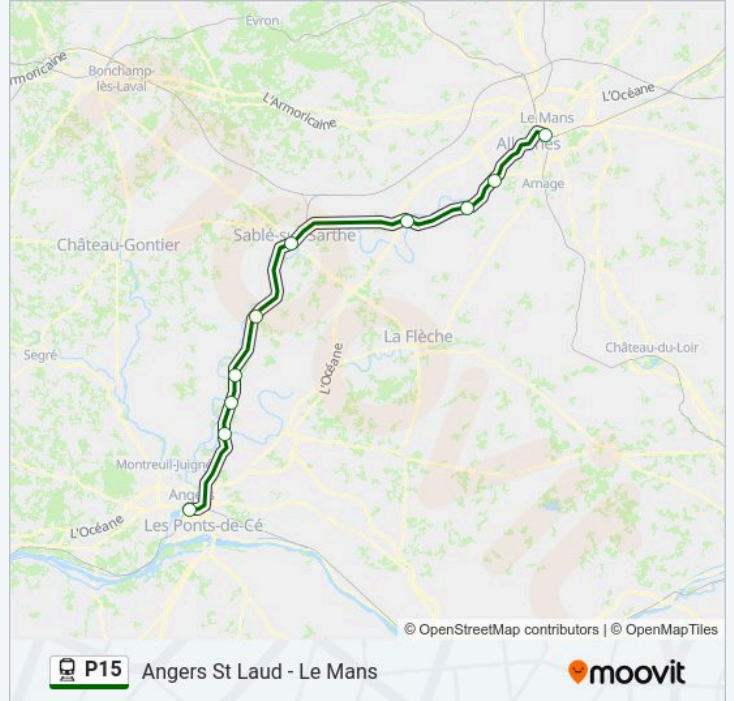 Évron
Armoricaine
Bonchamp-
lès-Laval
L'Armoricaine
L'Océane
Le Mans
Allonnes
Arnage
Sablé-sur-Sarthe
Château-Gontier
La Flèche
L'Océane
Château-du-Loir
Segré
Montreuil-Juigné
Angers
L'Océane
Les Ponts-de-Cé
© OpenStreetMap contributors | © OpenMapTiles
P15 Angers St Laud - Le Mans
moovit